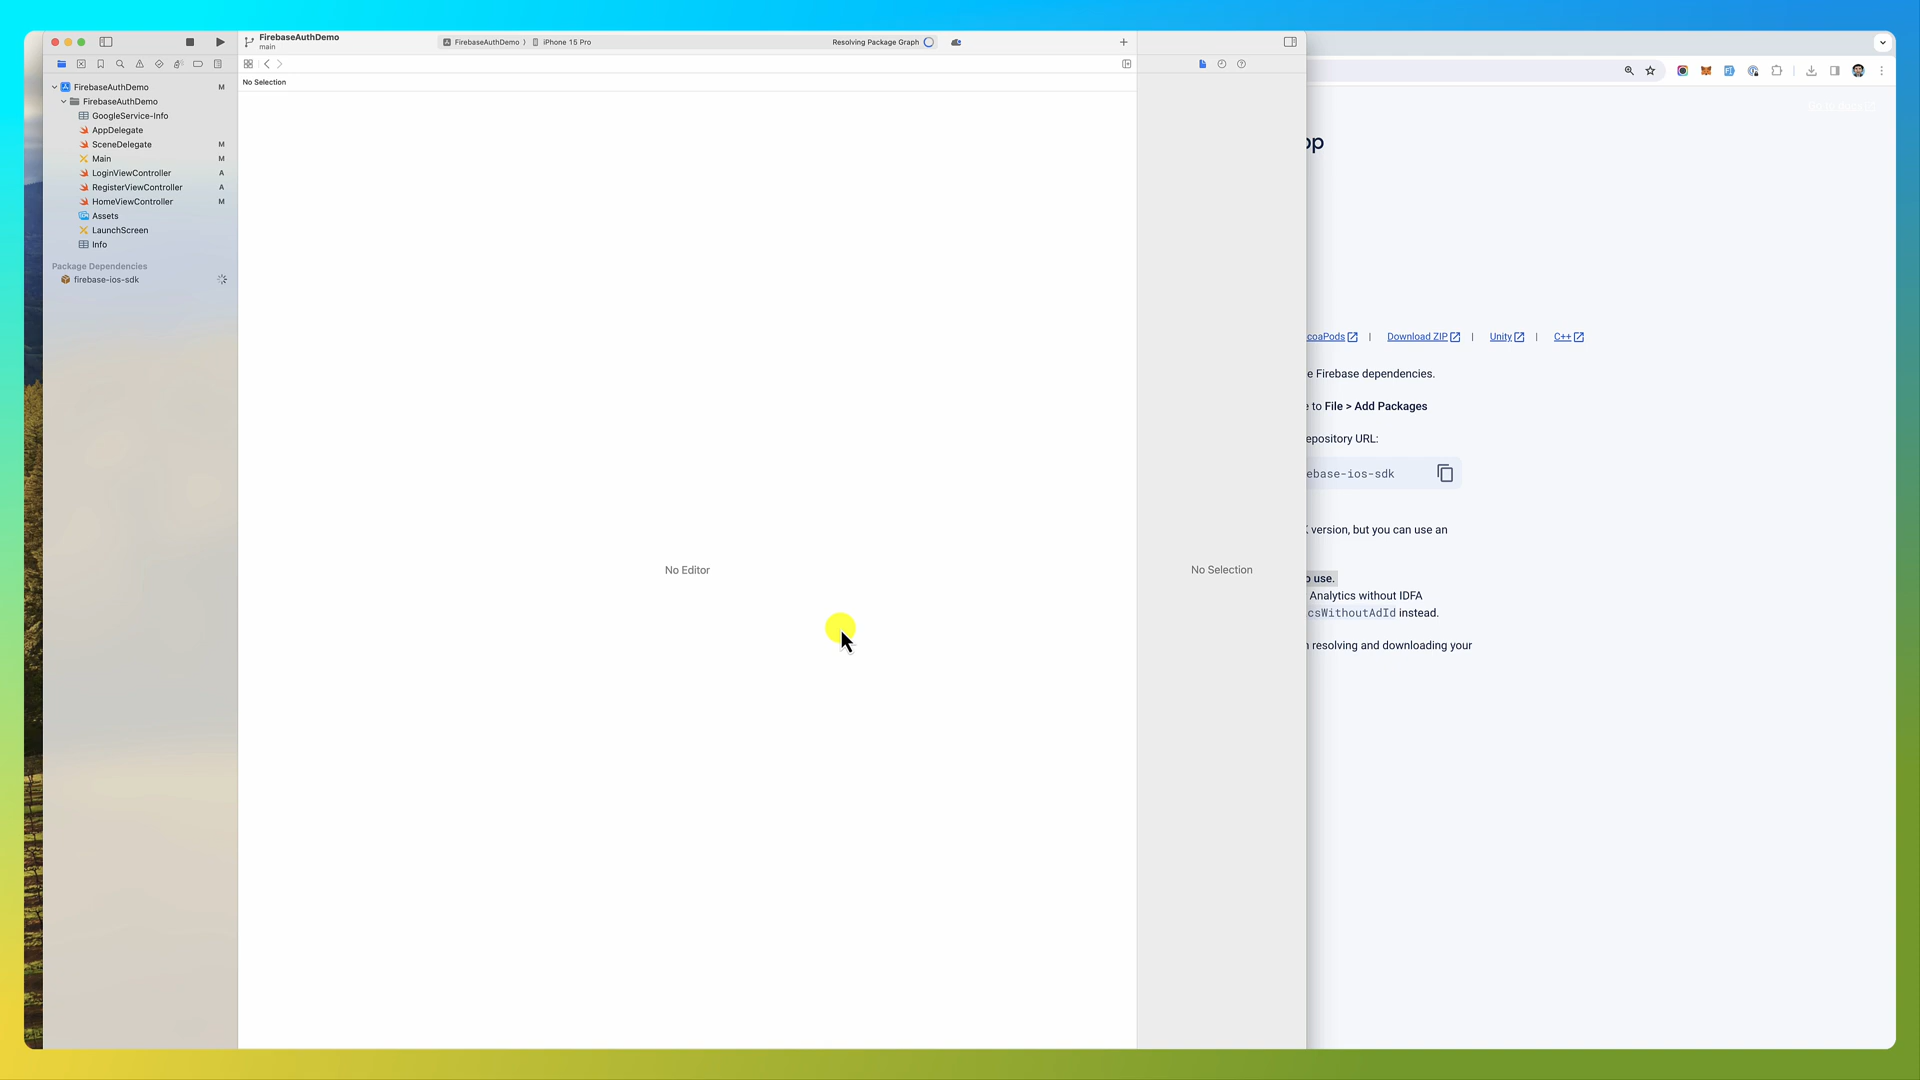 FirebaseAuthDemo
main
FirebaseAuthDemo
iPhone 15 Pro
Resolving Package Graph
No Selection
FirebaseAuthDemo M
FirebaseAuthDemo
GoogleService-Info
AppDelegate
SceneDelegate M
Main M
LoginViewController A
RegisterViewController A
HomeViewController M
Assets
LaunchScreen
Info
Package Dependencies
firebase-ios-sdk
No Editor
No Selection
pp
coaPods | Download ZIP | Unity | C++
e Firebase dependencies.
e to File > Add Packages
epository URL:
ebase-ios-sdk
version, but you can use an
o use.
Analytics without IDFA
csWithoutAdId instead.
n resolving and downloading your